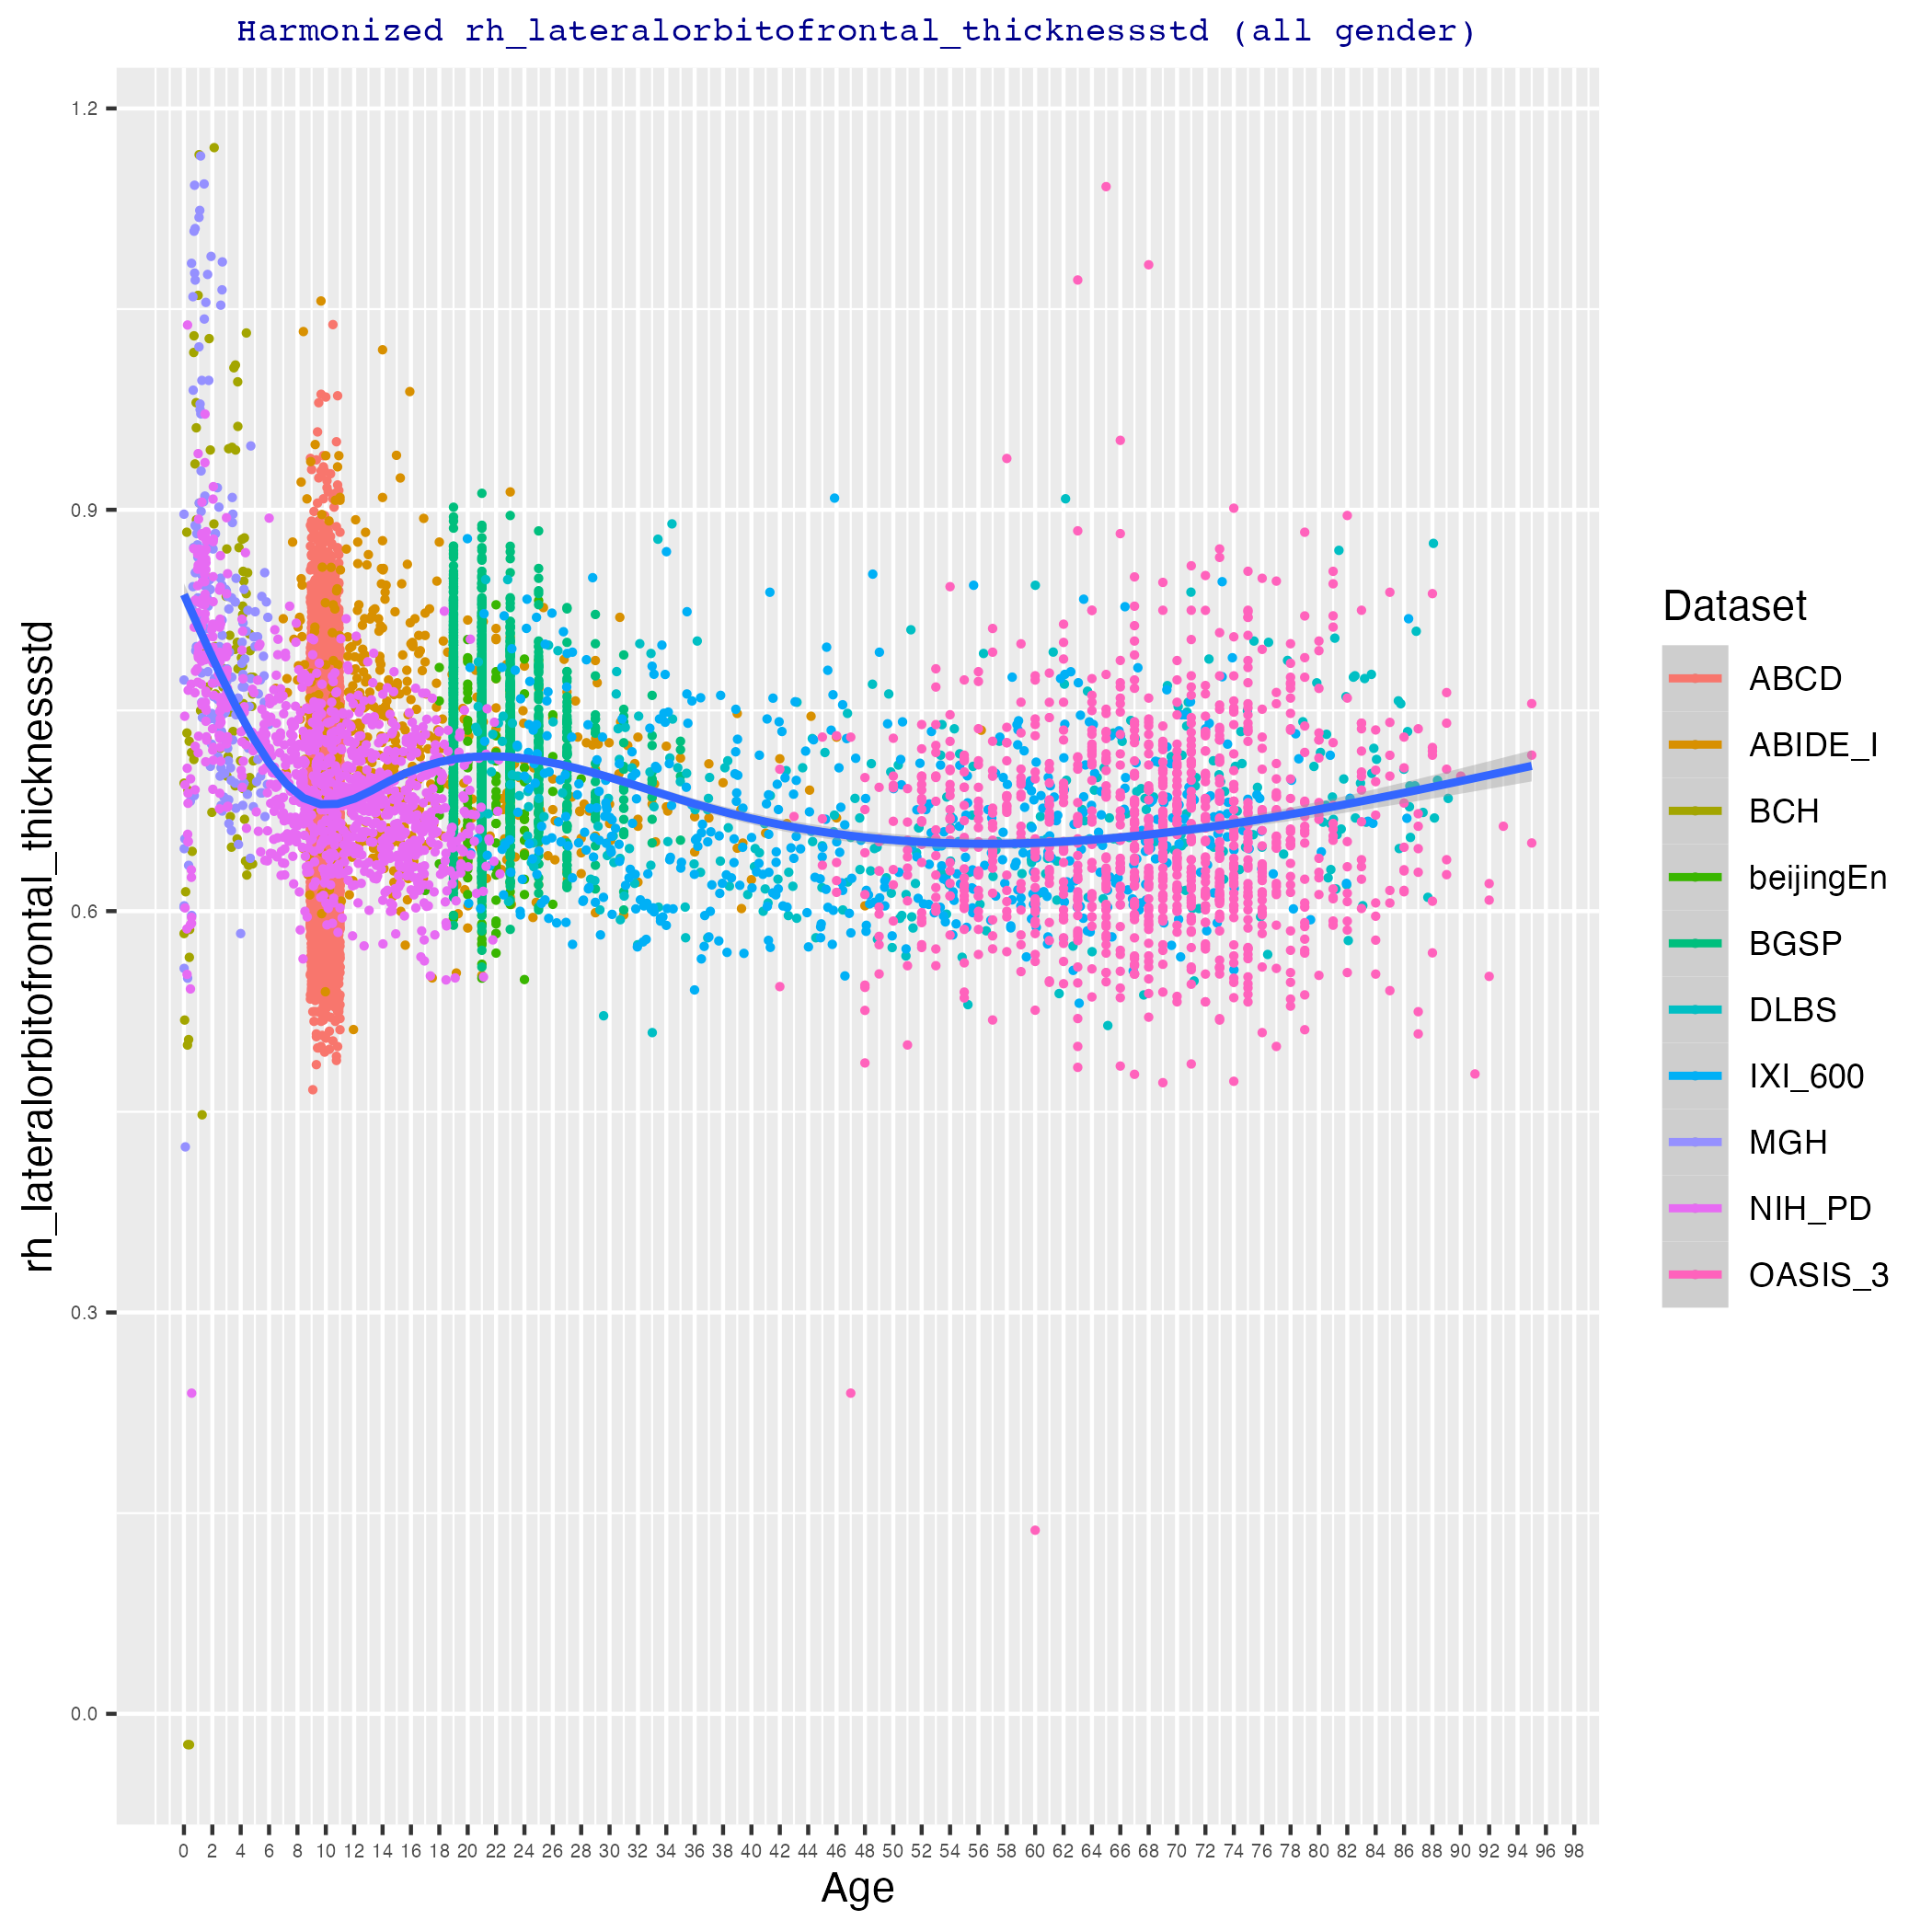 Harmonized rh_lateralorbitofrontal_thicknessstd (all gender)
rh_lateralorbitofrontal_thicknessstd
1.2
0.9
0.6
0.3
0.0
0 2 4 6 8 10 12 14 16 18 20 22 24 26 28 30 32 34 36 38 40 42 44 46 48 50 52 54 56 58 60 62 64 66 68 70 72 74 76 78 80 82 84 86 88 90 92 94 96 98
Age
Dataset
ABCD
ABIDE_I
BCH
beijingEn
BGSP
DLBS
IXI_600
MGH
NIH_PD
OASIS_3